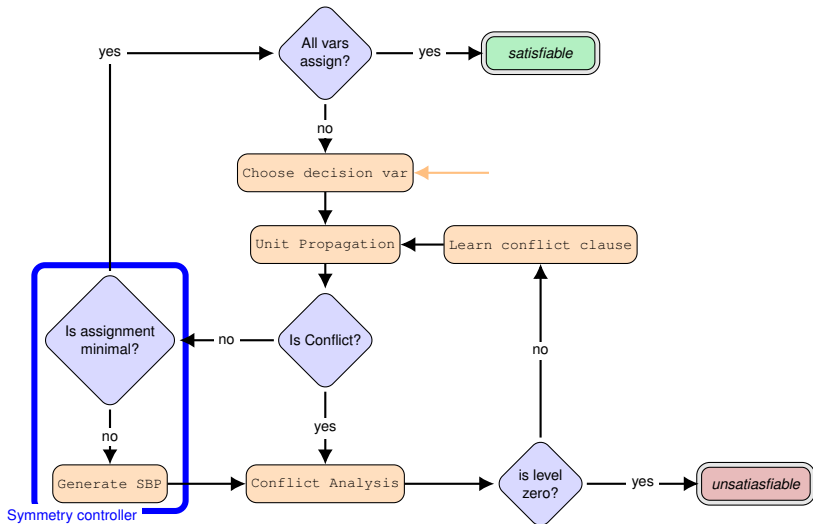 All vars
assign?
yes
yes
satisfiable
no
Choose decision var
Unit Propagation
Learn conflict clause
Is assignment
minimal?
no
Is Conflict?
no
yes
no
Generate SBP
Conflict Analysis
is level
zero?
yes
unsatiasfiable
Symmetry controller